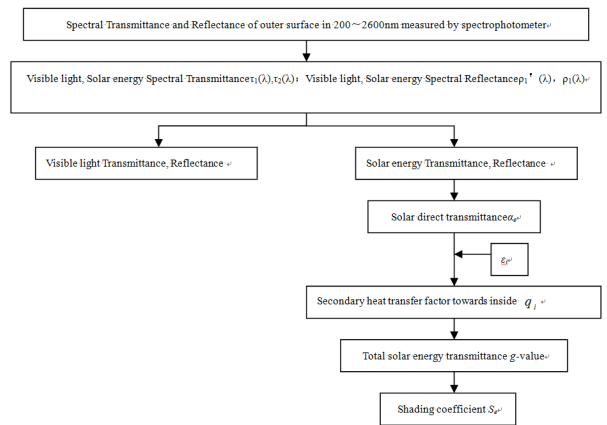 Spectral Transmittance and Reflectance of outer surface in 200～2600nm measured by spectrophotometer
Visible light, Solar energy Spectral Transmittanceτ₁(λ),τ₂(λ)； Visible light, Solar energy Spectral Reflectanceρ₁＇(λ)， ρ₁(λ)
Visible light Transmittance, Reflectance
Solar energy Transmittance, Reflectance
Solar direct transmittanceαₑ
εᵢ
Secondary heat transfer factor towards inside qᵢ
Total solar energy transmittance g-value
Shading coefficient Sₑ